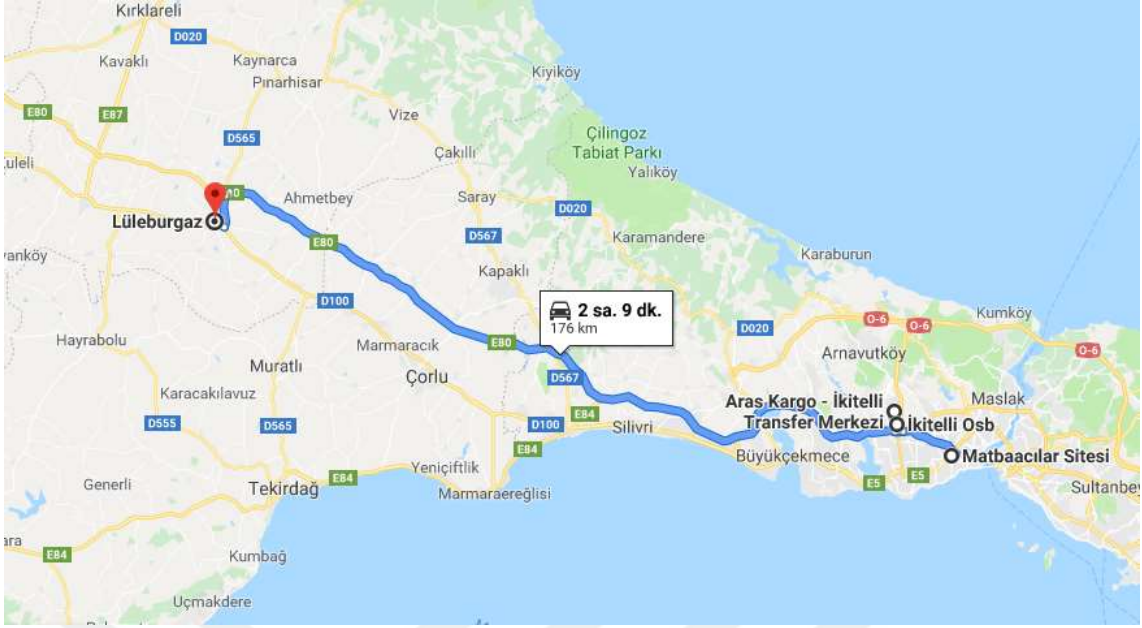 Kırklareli
D020
Kavaklı
Kaynarca
Pınarhisar
Kiyiköy
E80
E87
Vize
D565
Çilingoz
Tabiat Parkı
Çakıllı
Yalıköy
Ahmetbey
Saray
D020
Lüleburgaz
D567
Karamandere
E80
Karaburun
Kapaklı
D100
2 sa. 9 dk.
176 km
Kumköy
O-6
D020
Hayrabolu
Marmaracık
E80
Arnavutköy
O-6
Muratlı
Çorlu
D567
Karacakılavuz
Aras Kargo - İkitelli
Transfer Merkezi
Maslak
E84
D555
D565
D100
Silivri
İkitelli Osb
E84
Büyükçekmece
Matbaacılar Sitesi
Yeniçiftlik
E5
E5
Generli
Tekirdağ
E84
Marmaraereğlisi
Sultanbey
E84
Kumbağ
Uçmakdere